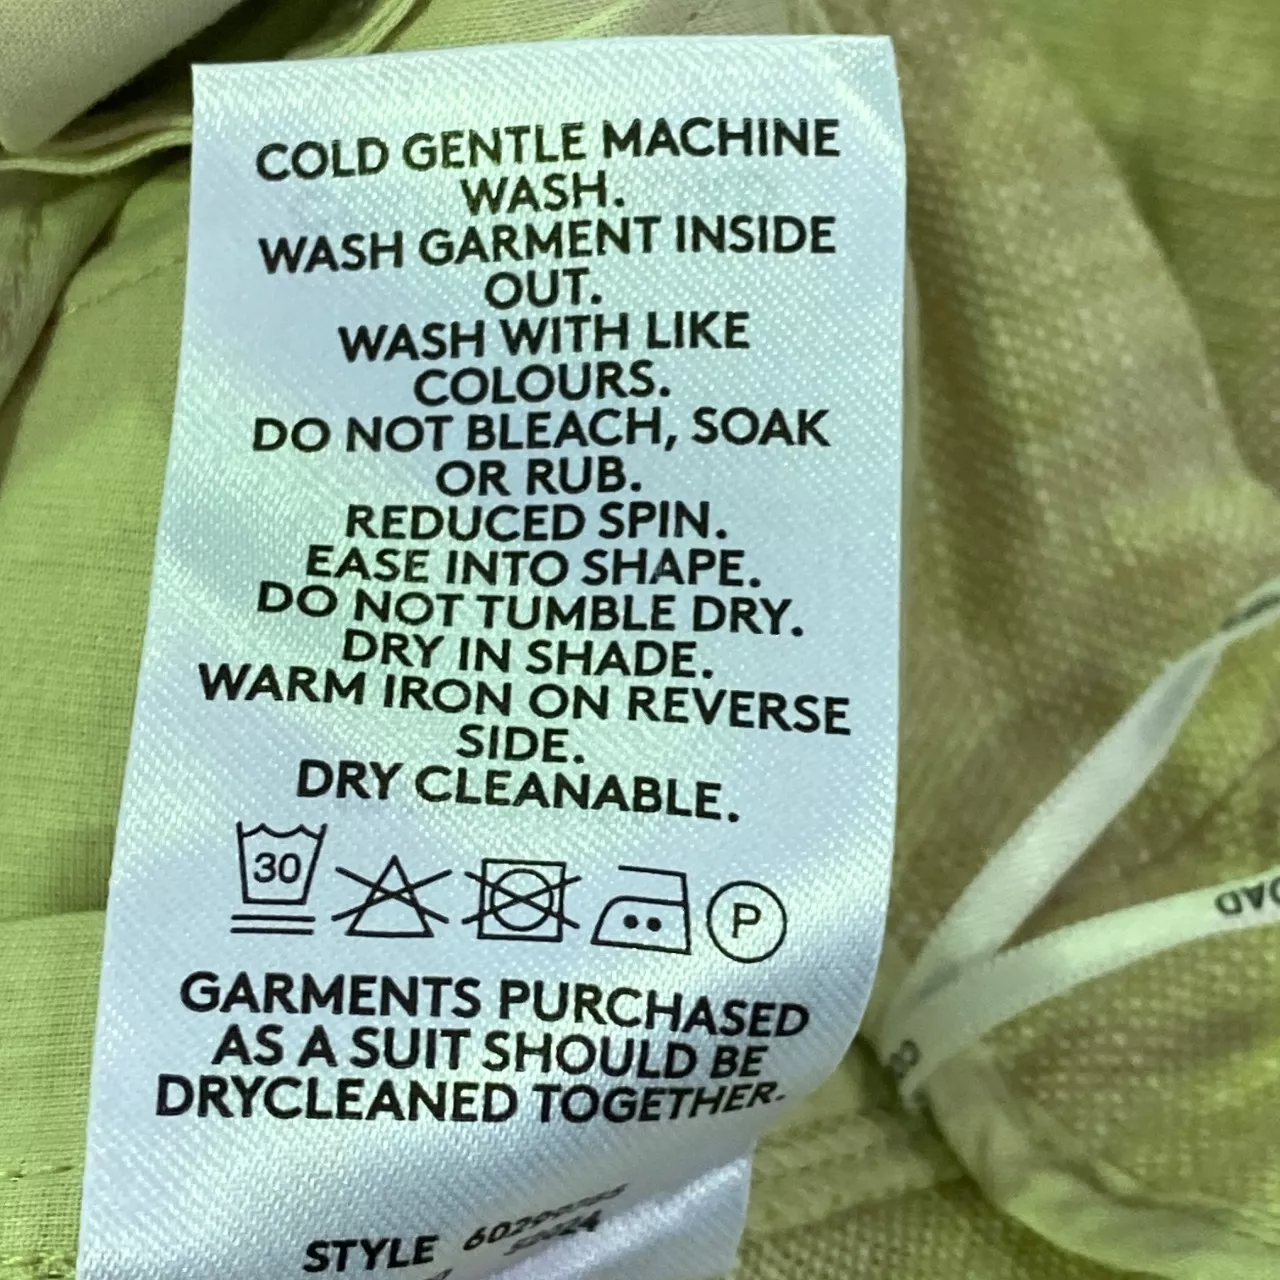 COLD GENTLE MACHINE
WASH.
WASH GARMENT INSIDE
OUT.
WASH WITH LIKE
COLOURS.
DO NOT BLEACH, SOAK
OR RUB.
REDUCED SPIN.
EASE INTO SHAPE.
DO NOT TUMBLE DRY.
DRY IN SHADE.
WARM IRON ON REVERSE
SIDE.
DRY CLEANABLE.
30
P
GARMENTS PURCHASED
AS A SUIT SHOULD BE
DRYCLEANED TOGETHER.
STYLE